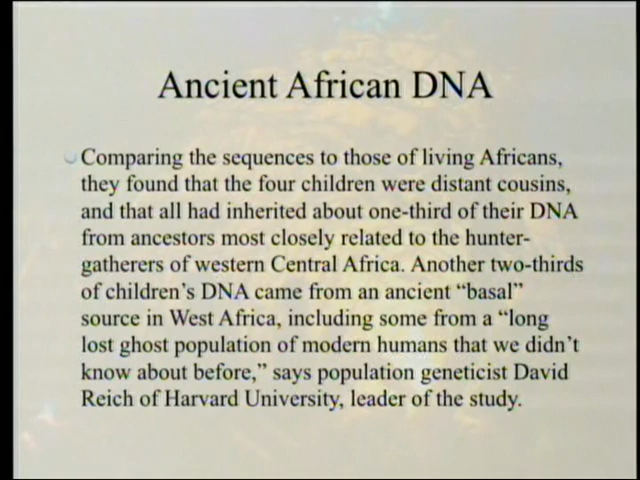 Ancient African DNA
Comparing the sequences to those of living Africans,
they found that the four children were distant cousins,
and that all had inherited about one-third of their DNA
from ancestors most closely related to the hunter-
gatherers of western Central Africa. Another two-thirds
of children's DNA came from an ancient “basal”
source in West Africa, including some from a “long
lost ghost population of modern humans that we didn't
know about before,” says population geneticist David
Reich of Harvard University, leader of the study.